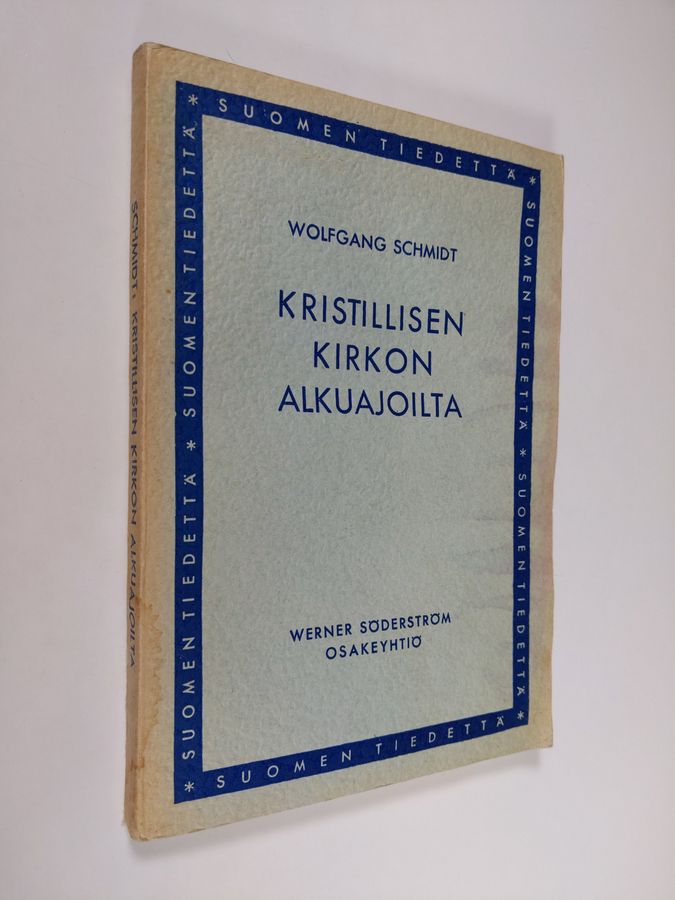 * SUOMEN TIEDETTÄ *
WOLFGANG SCHMIDT
KRISTILLISEN
KIRKON
ALKUAJOILTA
WERNER SÖDERSTRÖM
OSAKEYHTIÖ
SUOMEN TIEDETTÄ * SUOMEN TIEDETTÄ
* SUOMEN TIEDETTÄ *
SUOMEN TIEDETTÄ * SUOMEN TIEDETTÄ
SCHMIDT, KRISTILLISEN KIRKON ALKUAJOILTA